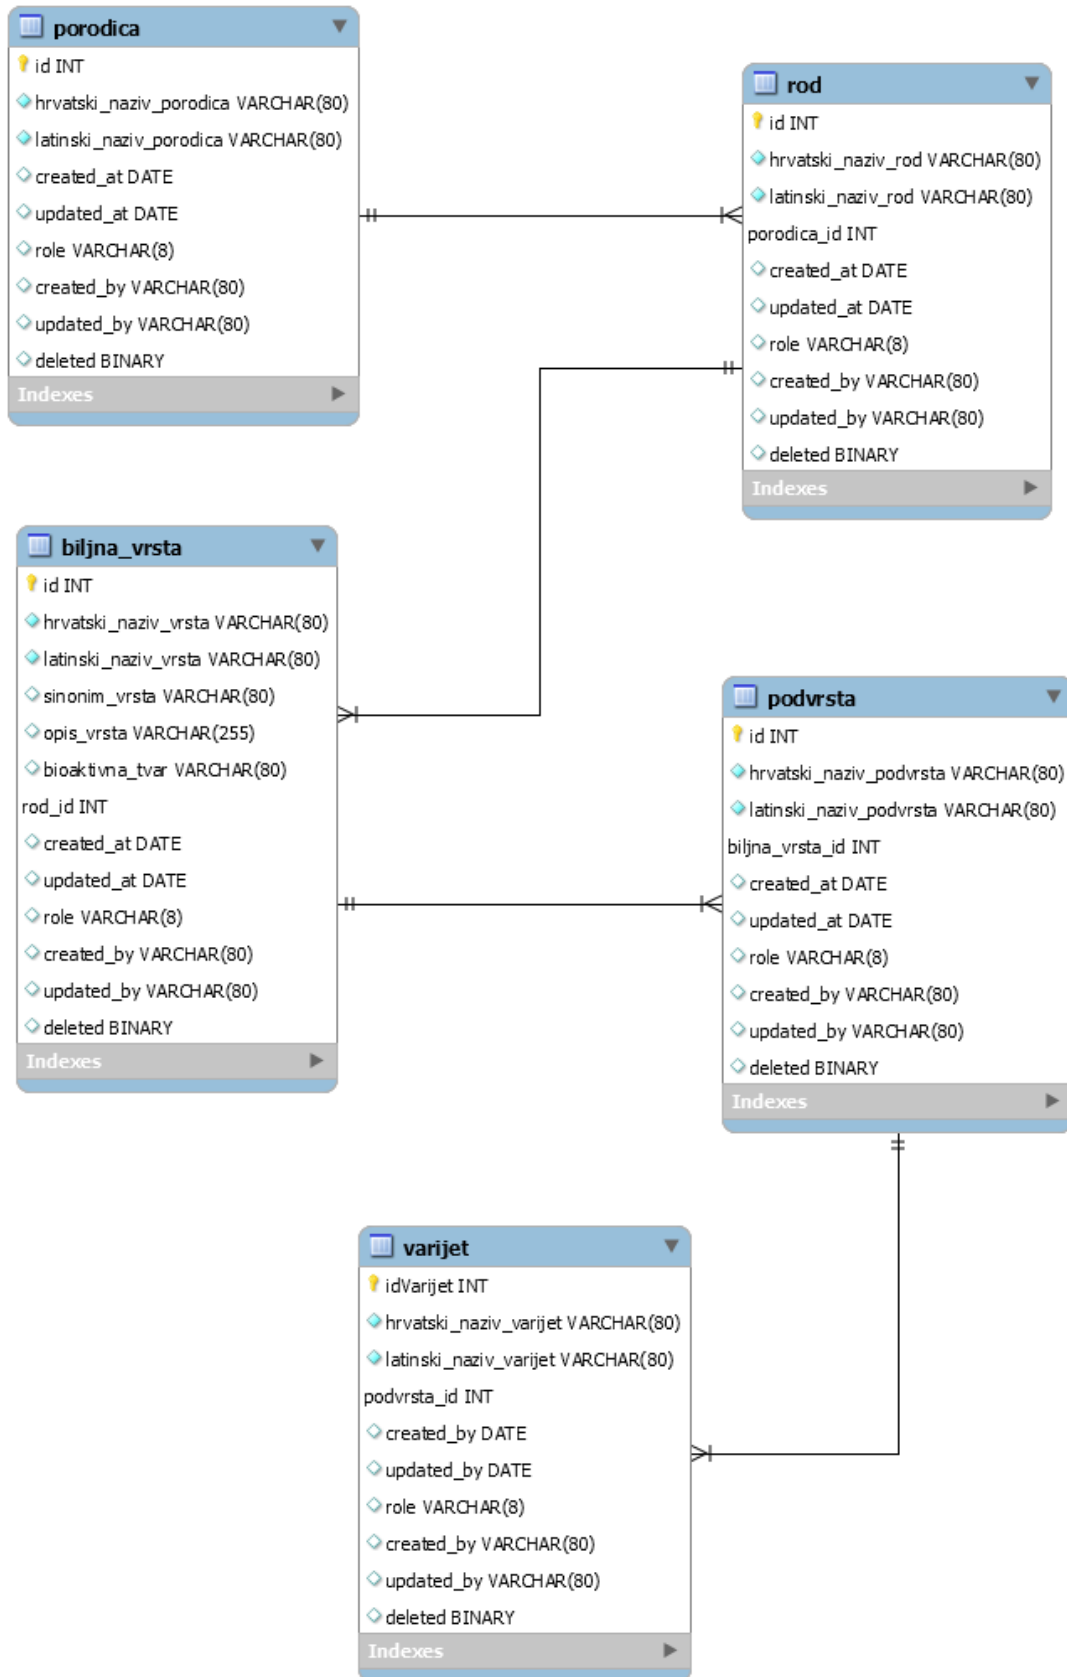 porodica
id INT
hrvatski_naziv_porodica VARCHAR(80)
latinski_naziv_porodica VARCHAR(80)
created_at DATE
updated_at DATE
role VARCHAR(8)
created_by VARCHAR(80)
updated_by VARCHAR(80)
deleted BINARY
Indexes
rod
id INT
hrvatski_naziv_rod VARCHAR(80)
latinski_naziv_rod VARCHAR(80)
porodica_id INT
created_at DATE
updated_at DATE
role VARCHAR(8)
created_by VARCHAR(80)
updated_by VARCHAR(80)
deleted BINARY
Indexes
biljna_vrsta
id INT
hrvatski_naziv_vrsta VARCHAR(80)
latinski_naziv_vrsta VARCHAR(80)
sinonim_vrsta VARCHAR(80)
opis_vrsta VARCHAR(255)
bioaktivna_tvar VARCHAR(80)
rod_id INT
created_at DATE
updated_at DATE
role VARCHAR(8)
created_by VARCHAR(80)
updated_by VARCHAR(80)
deleted BINARY
Indexes
podvrsta
id INT
hrvatski_naziv_podvrsta VARCHAR(80)
latinski_naziv_podvrsta VARCHAR(80)
biljna_vrsta_id INT
created_at DATE
updated_at DATE
role VARCHAR(8)
created_by VARCHAR(80)
updated_by VARCHAR(80)
deleted BINARY
Indexes
varijet
idVarijet INT
hrvatski_naziv_varijet VARCHAR(80)
latinski_naziv_varijet VARCHAR(80)
podvrsta_id INT
created_by DATE
updated_by DATE
role VARCHAR(8)
created_by VARCHAR(80)
updated_by VARCHAR(80)
deleted BINARY
Indexes